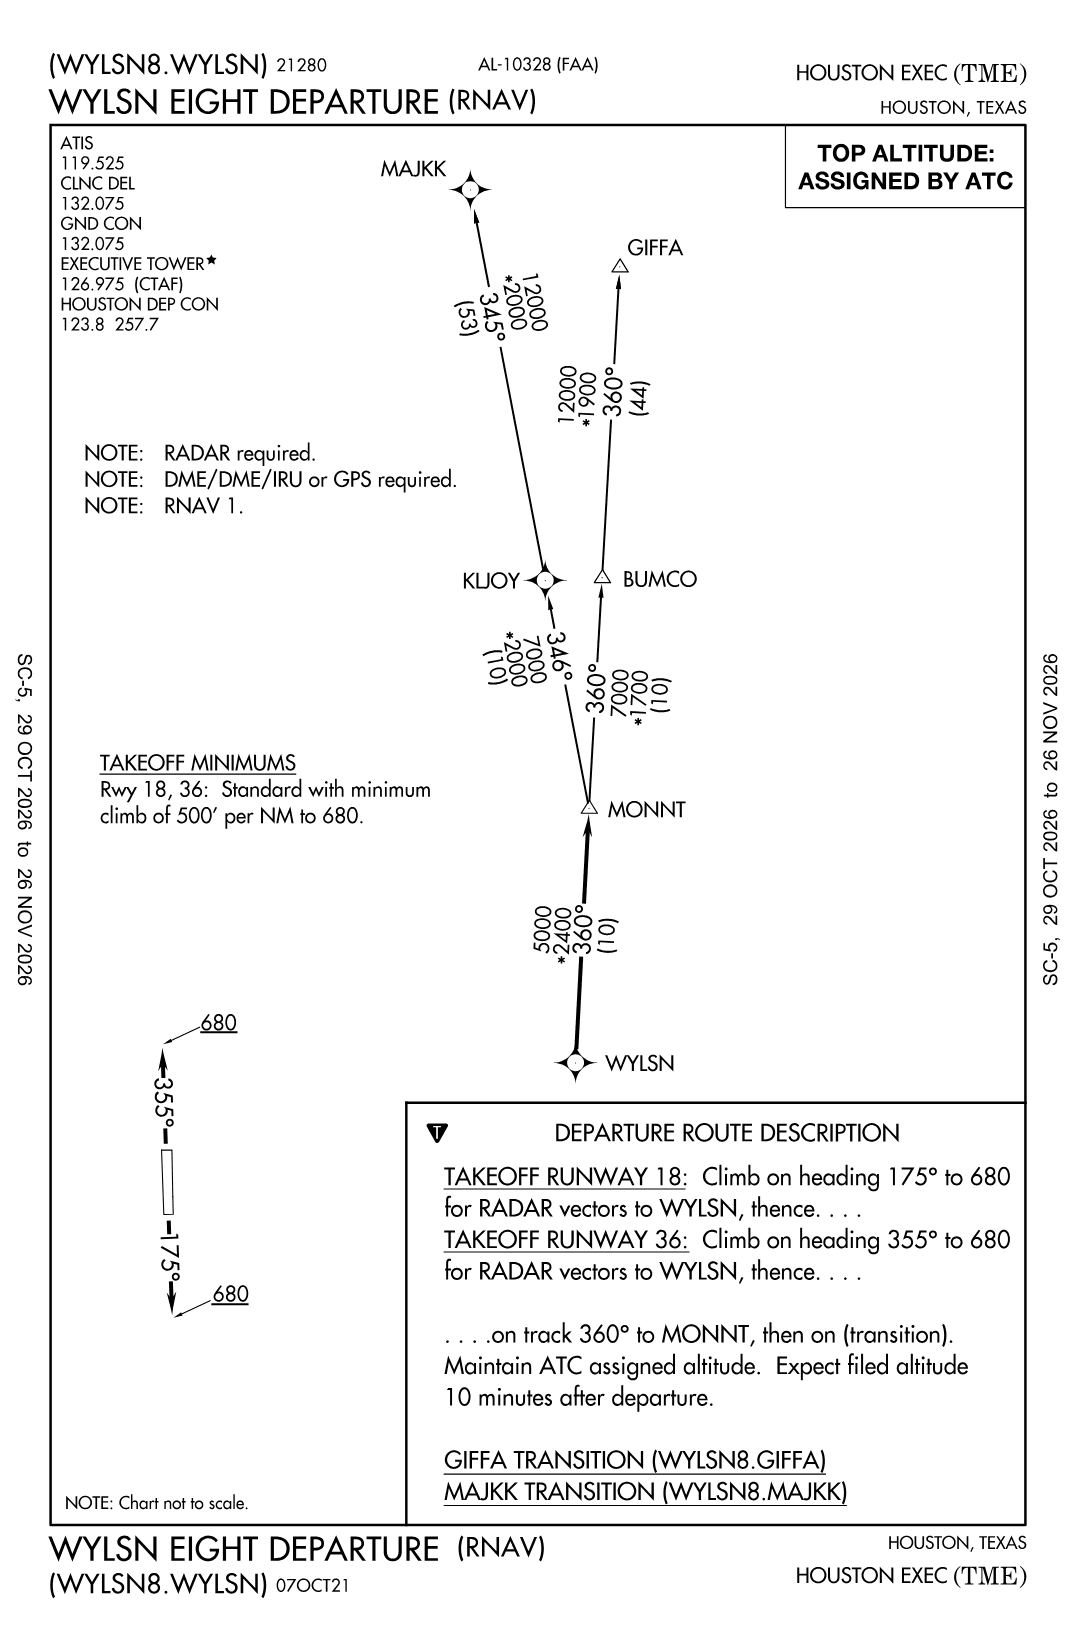 (WYLSN8.WYLSN) 21280
AL-10328 (FAA)
HOUSTON EXEC (TME)
WYLSN EIGHT DEPARTURE (RNAV)
HOUSTON, TEXAS
ATIS
119.525
CLNC DEL
132.075
GND CON
132.075
EXECUTIVE TOWER★
126.975 (CTAF)
HOUSTON DEP CON
123.8 257.7
TOP ALTITUDE:
ASSIGNED BY ATC
MAJKK
GIFFA
12000
*2000
345°
(53)
12000
*1900
360°
(44)
NOTE: RADAR required.
NOTE: DME/DME/IRU or GPS required.
NOTE: RNAV 1.
KLJOY
BUMCO
346°
7000
*2000
(10)
360°
7000
*1700
(10)
TAKEOFF MINIMUMS
Rwy 18, 36: Standard with minimum
climb of 500′ per NM to 680.
MONNT
5000
*2400
360°
(10)
WYLSN
680
355°
175°
680
NOTE: Chart not to scale.
T
DEPARTURE ROUTE DESCRIPTION
TAKEOFF RUNWAY 18: Climb on heading 175° to 680
for RADAR vectors to WYLSN, thence. . . .
TAKEOFF RUNWAY 36: Climb on heading 355° to 680
for RADAR vectors to WYLSN, thence. . . .
. . . .on track 360° to MONNT, then on (transition).
Maintain ATC assigned altitude. Expect filed altitude
10 minutes after departure.
GIFFA TRANSITION (WYLSN8.GIFFA)
MAJKK TRANSITION (WYLSN8.MAJKK)
SC-5, 29 OCT 2026 to 26 NOV 2026
SC-5, 29 OCT 2026 to 26 NOV 2026
WYLSN EIGHT DEPARTURE (RNAV)
HOUSTON, TEXAS
(WYLSN8.WYLSN) 07OCT21
HOUSTON EXEC (TME)